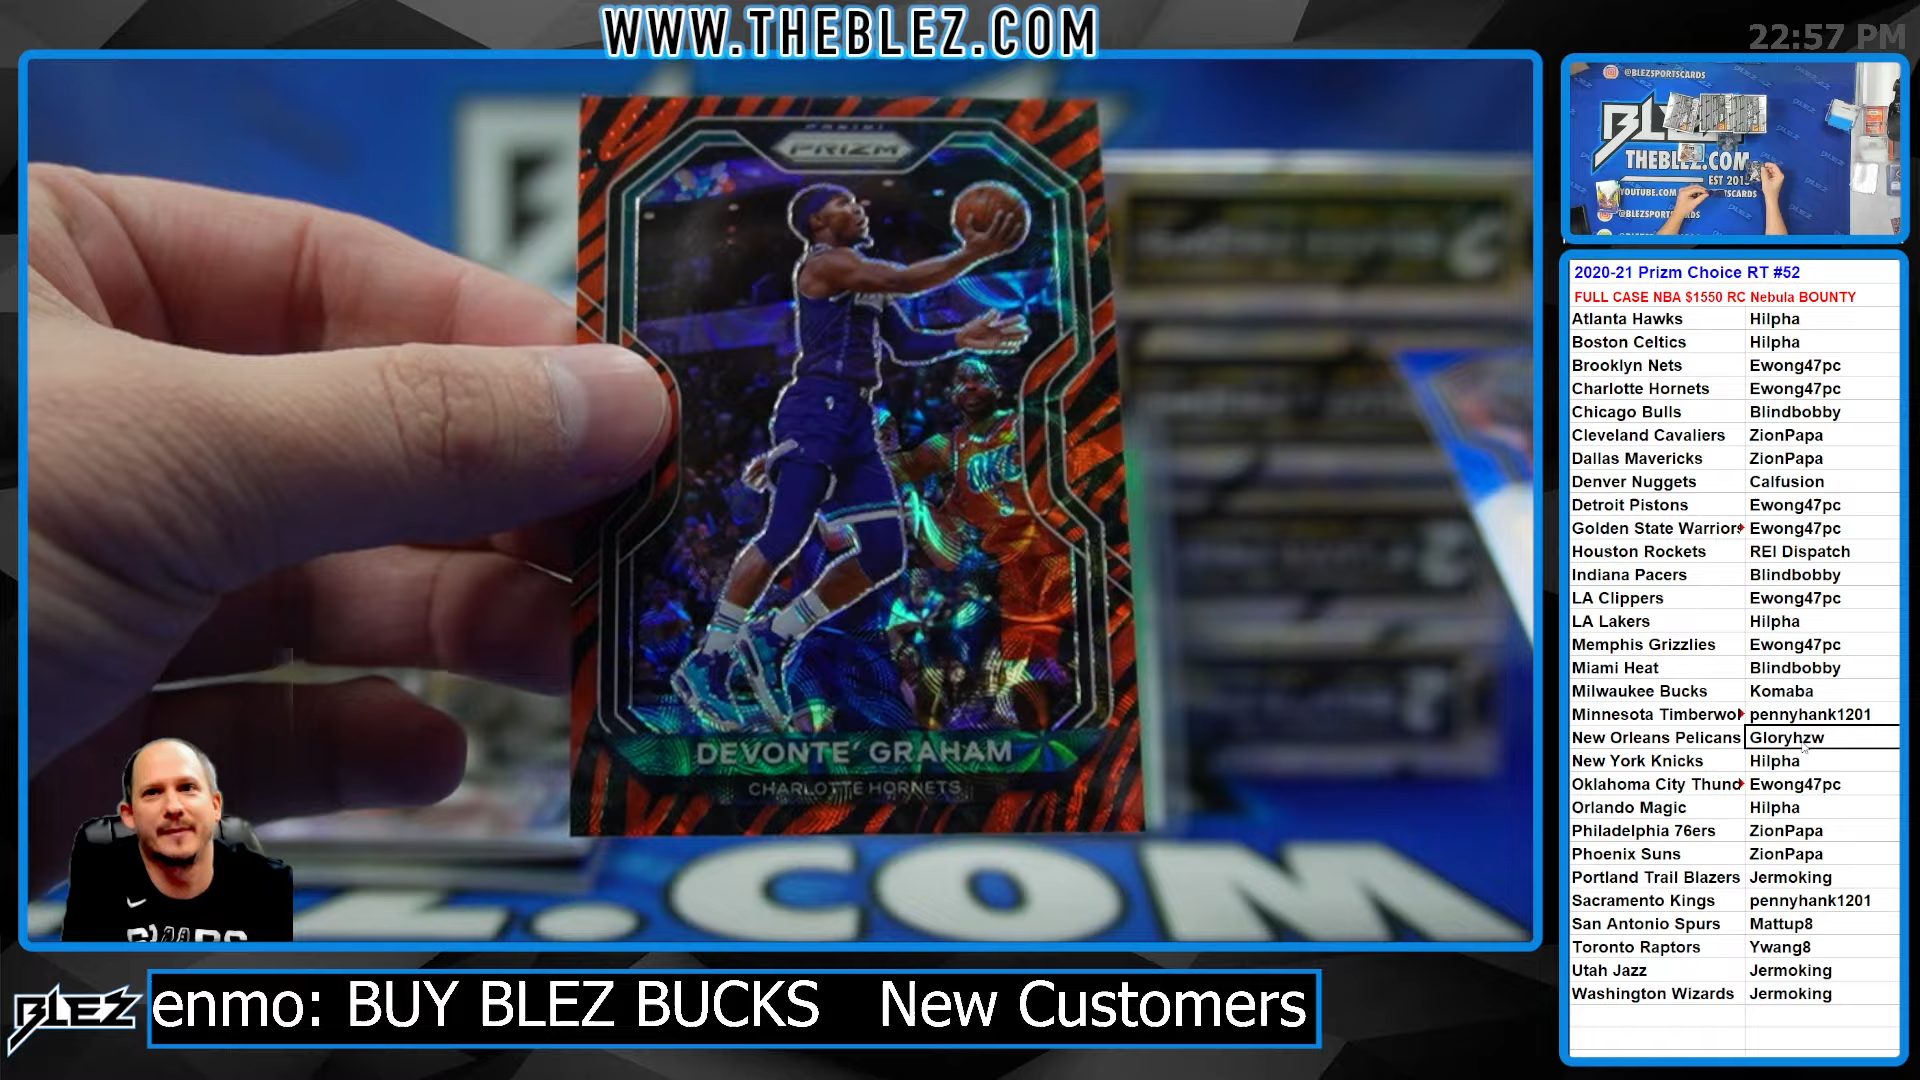 WWW.THEBLEZ.COM
22:57 PM
PRIZM
DEVONTE' GRAHAM
CHARLOTTE HORNETS
.COM
@BLEZSPORTSCARDS
THEBLEZ.COM
2020-21 Prizm Choice RT #52
FULL CASE NBA $1550 RC Nebula BOUNTY
Atlanta Hawks Hilpha
Boston Celtics Hilpha
Brooklyn Nets Ewong47pc
Charlotte Hornets Ewong47pc
Chicago Bulls Blindbobby
Cleveland Cavaliers ZionPapa
Dallas Mavericks ZionPapa
Denver Nuggets Calfusion
Detroit Pistons Ewong47pc
Golden State Warriors Ewong47pc
Houston Rockets REI Dispatch
Indiana Pacers Blindbobby
LA Clippers Ewong47pc
LA Lakers Hilpha
Memphis Grizzlies Ewong47pc
Miami Heat Blindbobby
Milwaukee Bucks Komaba
Minnesota Timberwol pennyhank1201
New Orleans Pelicans Gloryhzw
New York Knicks Hilpha
Oklahoma City Thund Ewong47pc
Orlando Magic Hilpha
Philadelphia 76ers ZionPapa
Phoenix Suns ZionPapa
Portland Trail Blazers Jermoking
Sacramento Kings pennyhank1201
San Antonio Spurs Mattup8
Toronto Raptors Ywang8
Utah Jazz Jermoking
Washington Wizards Jermoking
BLEZ
enmo: BUY BLEZ BUCKS New Customers